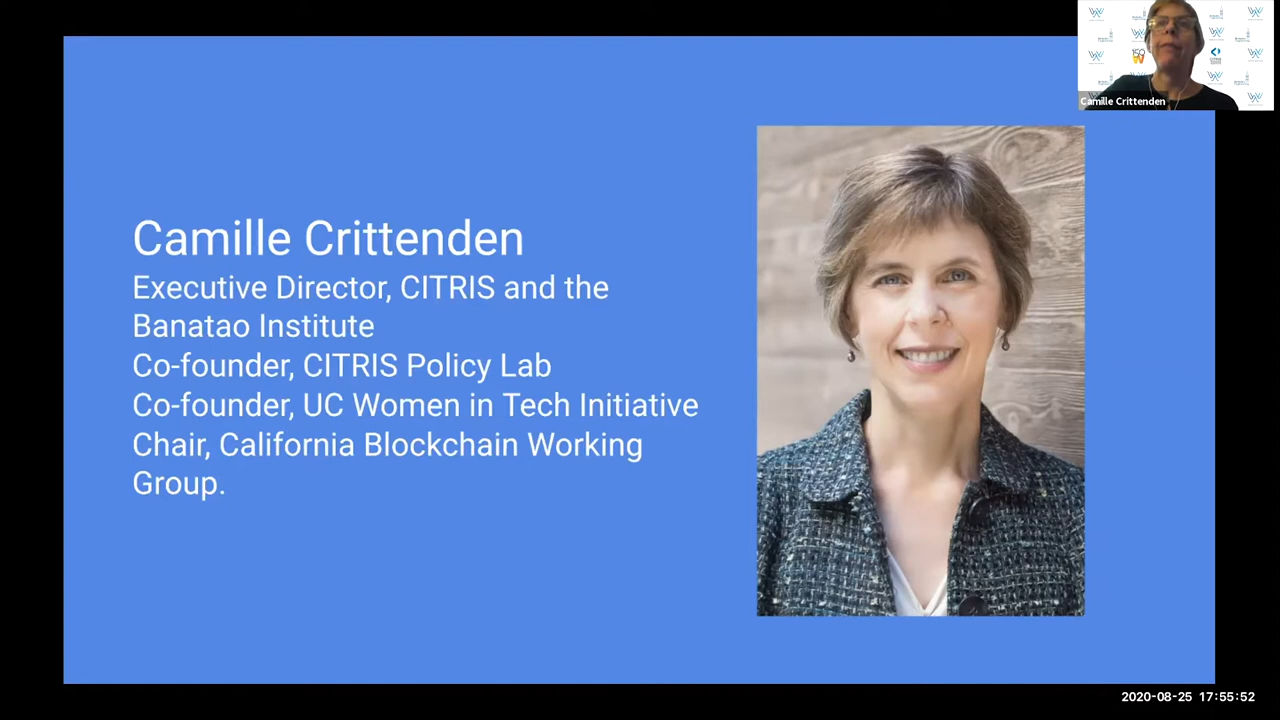 Camille Crittenden
Executive Director, CITRIS and the
Banatao Institute
Co-founder, CITRIS Policy Lab
Co-founder, UC Women in Tech Initiative
Chair, California Blockchain Working
Group.
Camille Crittenden
2020-08-25 17:55:52